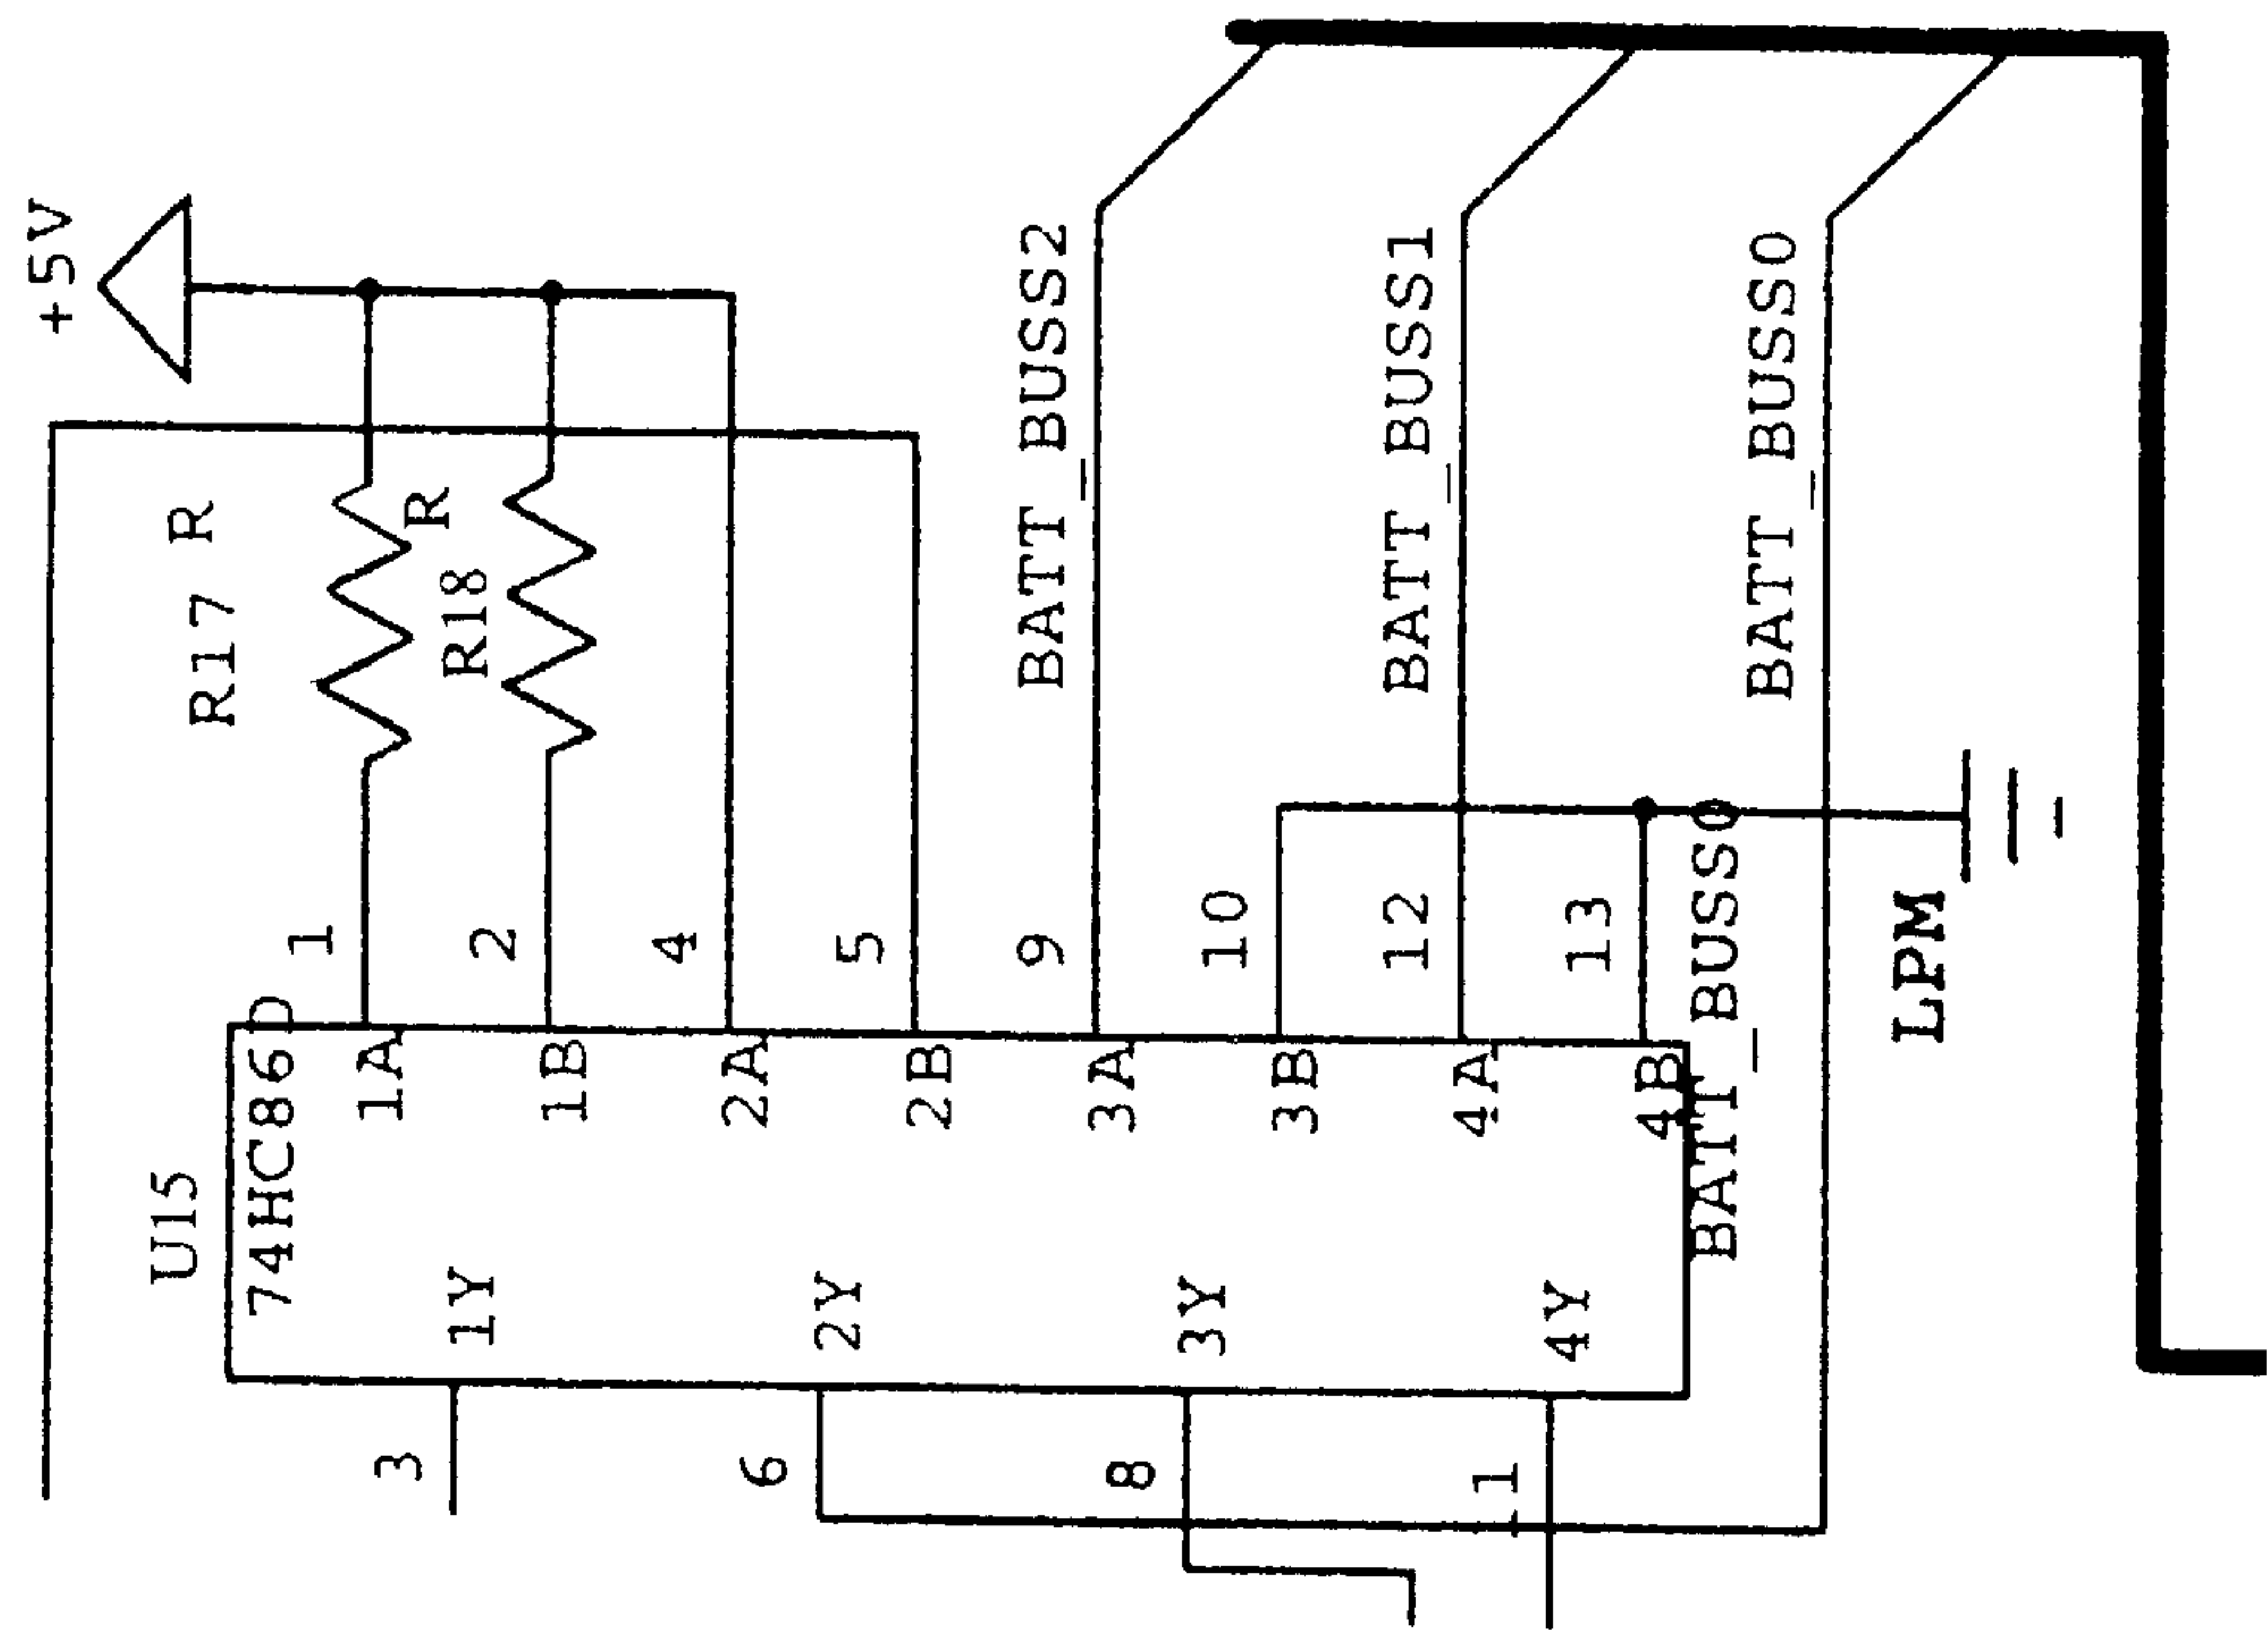 +5V
R17 R
R18 R
BATT_BUSS2
BATT_BUSS1
BATT_BUSS0
U15
74HC86D
1
2
4
5
9
10
12
13
1A
1B
2A
2B
3A
3B
4A
4B
BATT_BUSS0
LPM
1Y
2Y
3Y
4Y
3
6
8
11